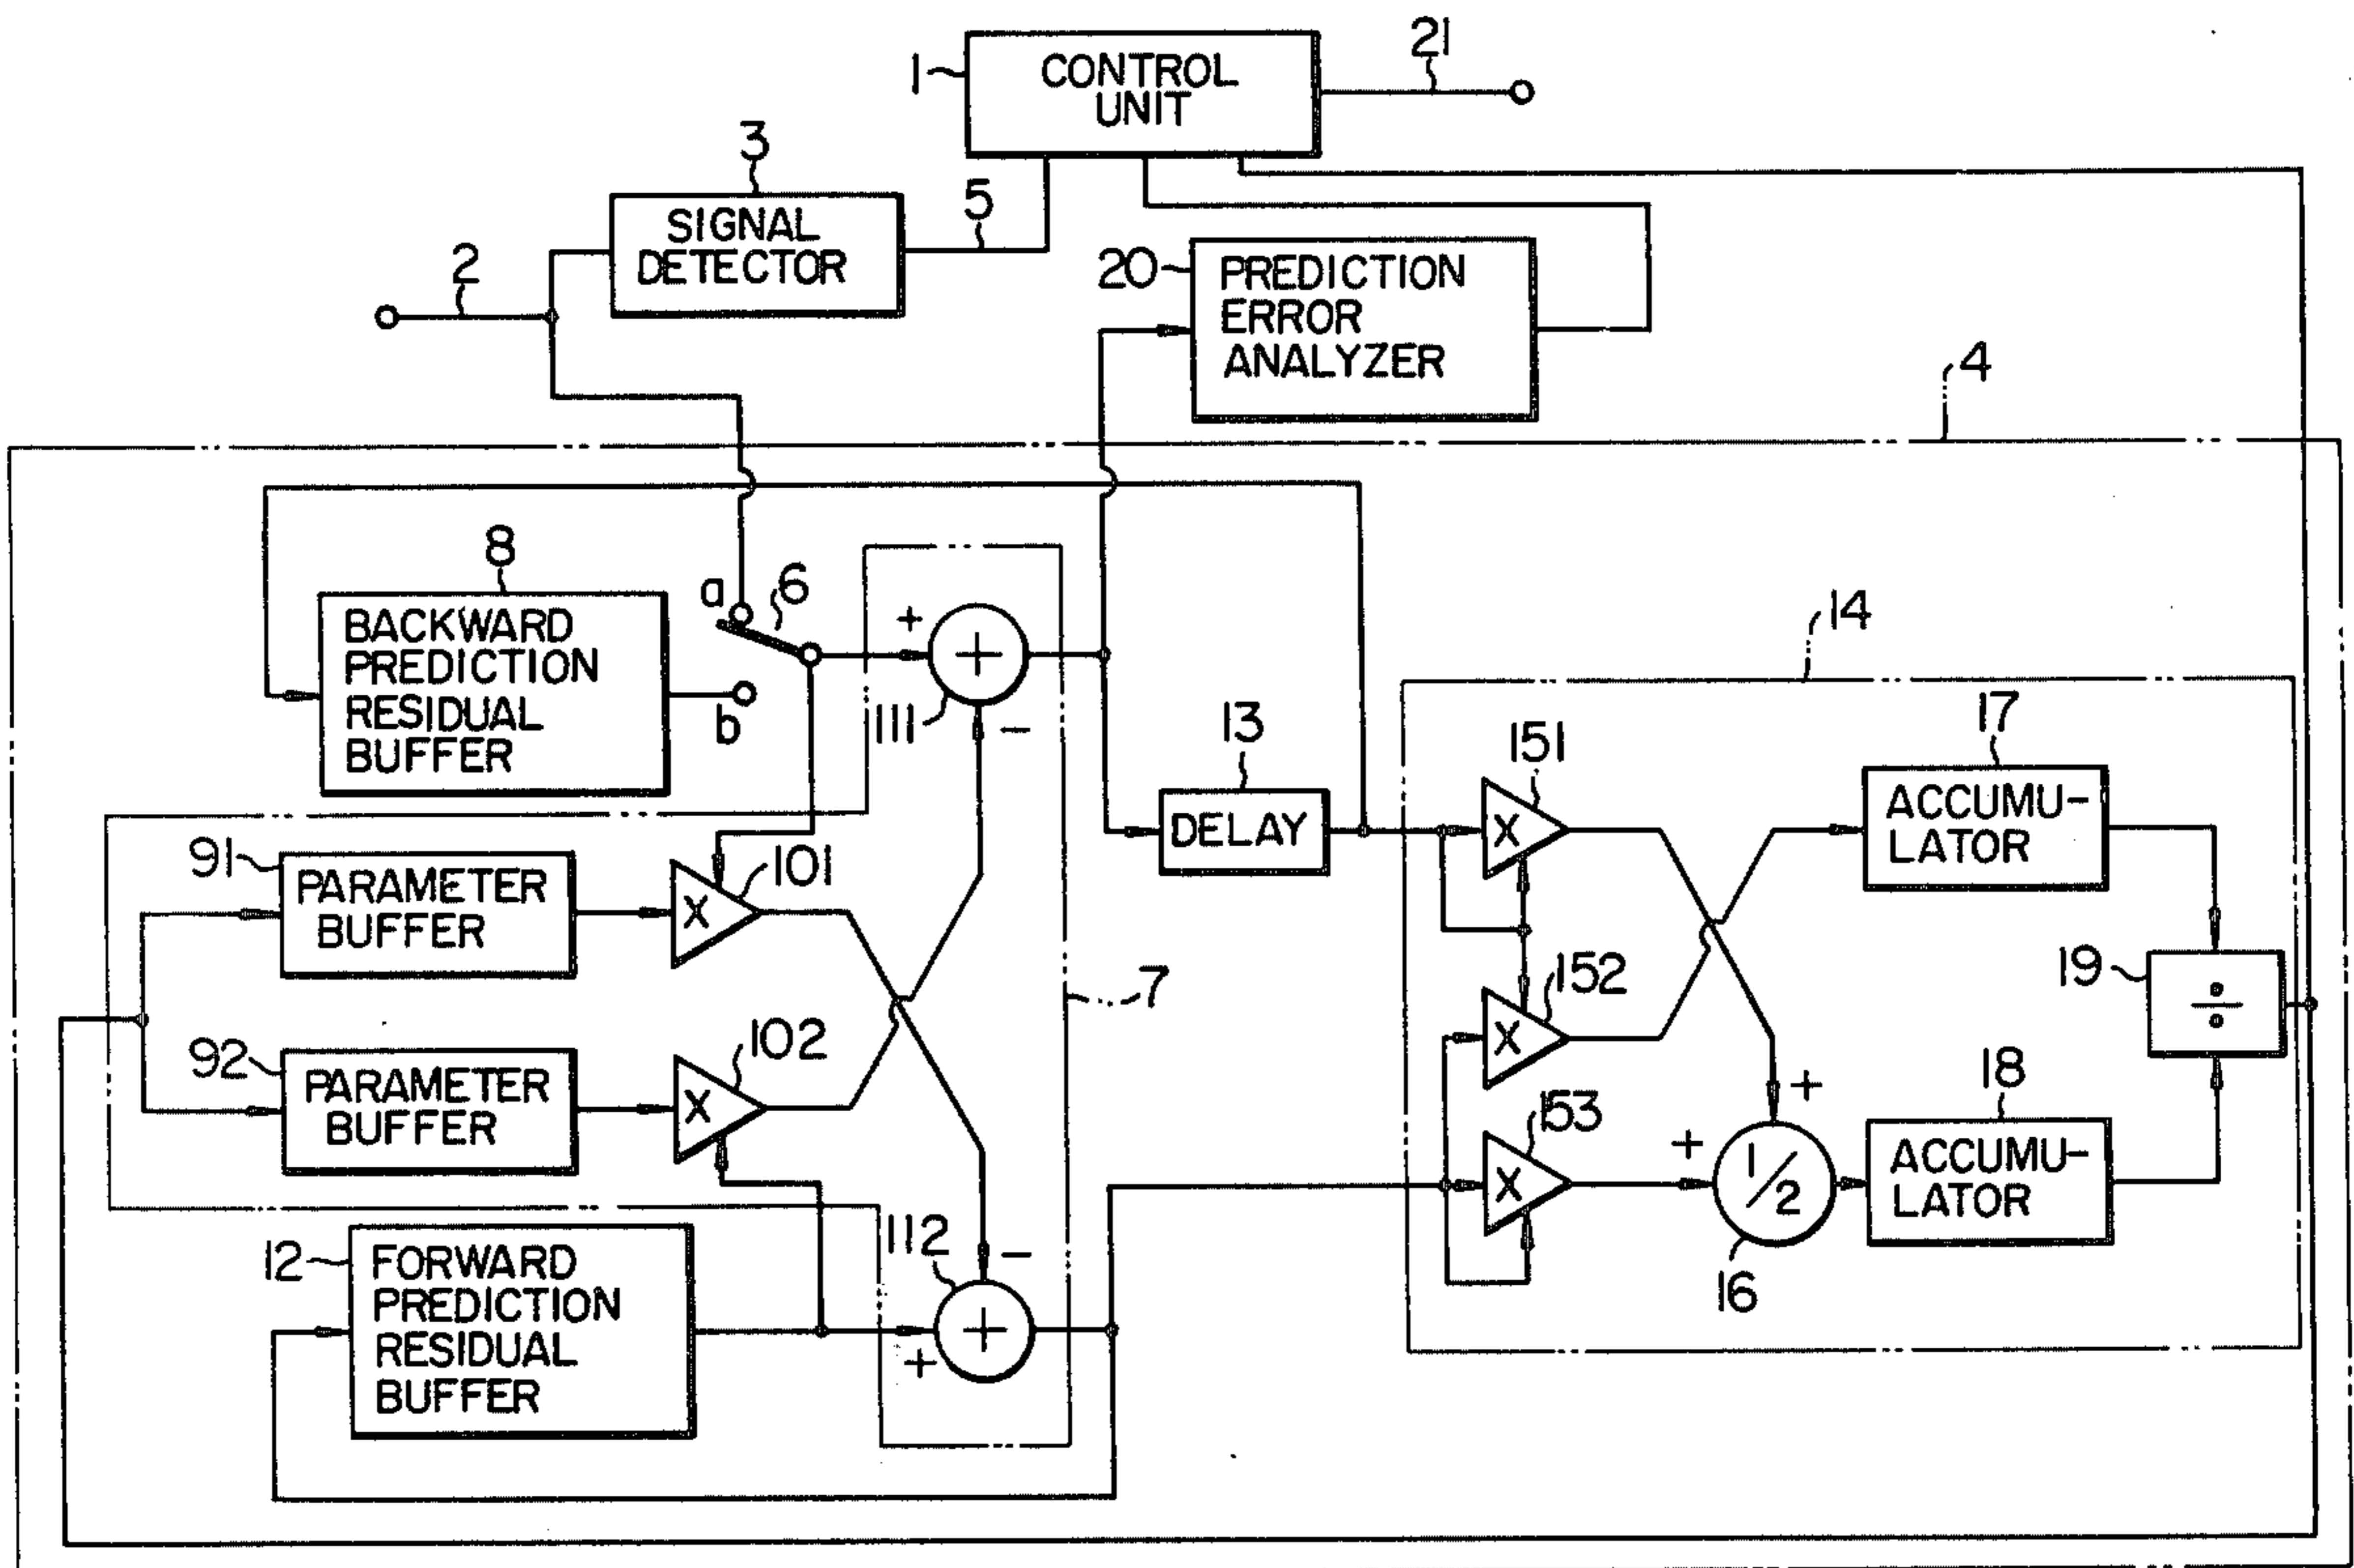 21
1
CONTROL
UNIT
3
SIGNAL
DETECTOR
5
2
20
PREDICTION
ERROR
ANALYZER
4
8
BACKWARD
PREDICTION
RESIDUAL
BUFFER
a
6
b
+
+
111
−
14
13
DELAY
151
X
17
ACCUMU-
LATOR
91
PARAMETER
BUFFER
101
X
7
152
X
19
÷
92
PARAMETER
BUFFER
102
X
153
X
+
+
1/2
16
18
ACCUMU-
LATOR
12
FORWARD
PREDICTION
RESIDUAL
BUFFER
112
−
+
+